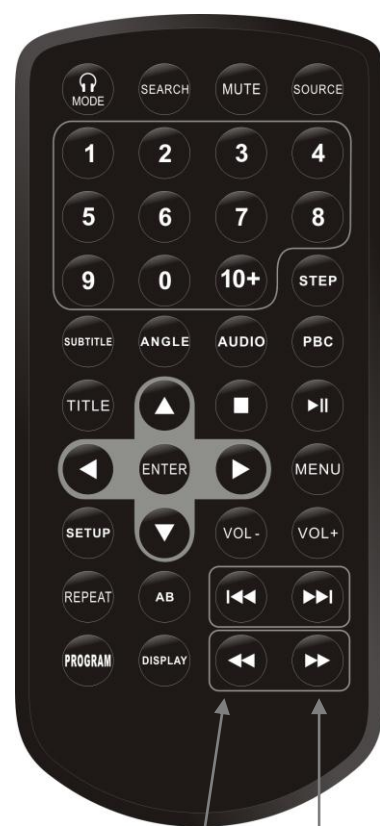 MODE SEARCH MUTE SOURCE
1 2 3 4
5 6 7 8
9 0 10+ STEP
SUBTITLE ANGLE AUDIO PBC
TITLE
ENTER MENU
SETUP VOL- VOL+
REPEAT AB
PROGRAM DISPLAY